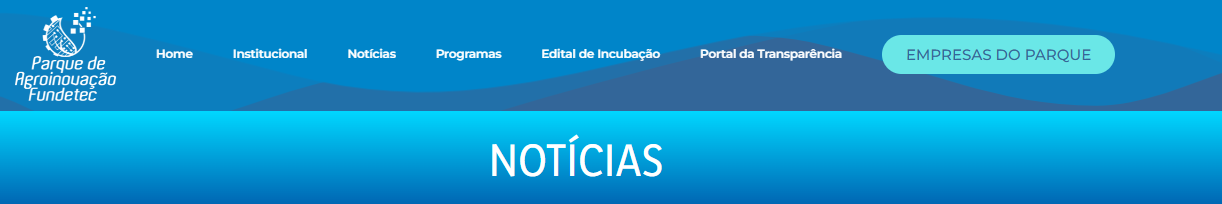 Parque de
Agroinovação
Fundetec
Home Institucional Notícias Programas Edital de Incubação Portal da Transparência EMPRESAS DO PARQUE
NOTÍCIAS